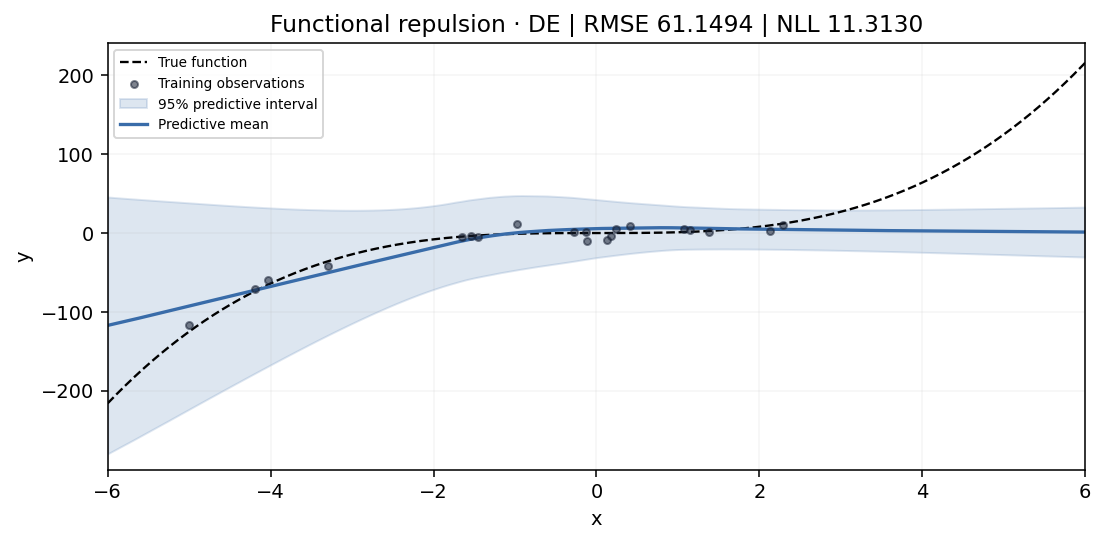 Functional repulsion · DE | RMSE 61.1494 | NLL 11.3130
True function
Training observations
95% predictive interval
Predictive mean
y
200
100
0
−100
−200
−6
−4
−2
0
2
4
6
x